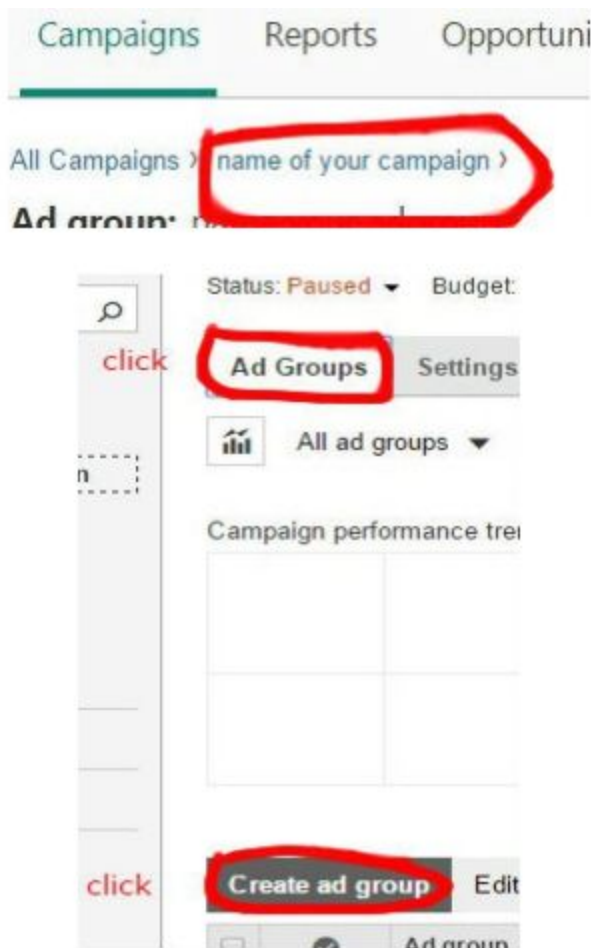 Campaigns Reports Opportuni
All Campaigns › name of your campaign ›
Ad group:
Status: Paused Budget:
click Ad Groups Settings
All ad groups
n
Campaign performance trer
click Create ad group Edit
Ad group